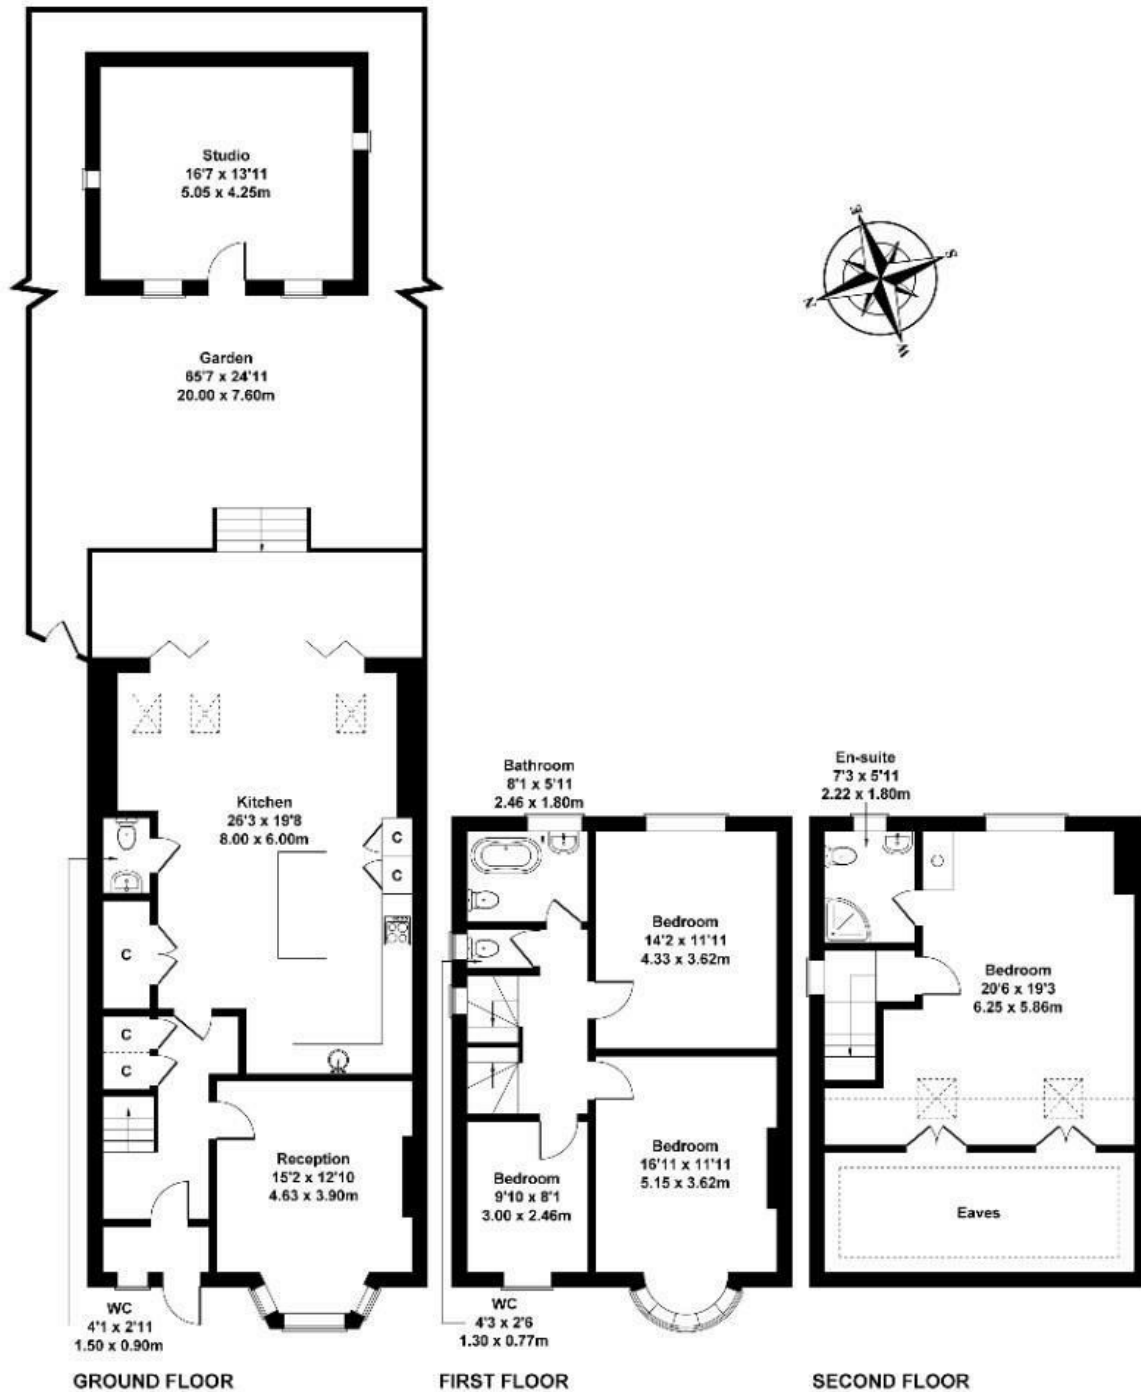 Studio
16'7 x 13'11
5.05 x 4.25m
E
S
N
W
Garden
65'7 x 24'11
20.00 x 7.60m
Kitchen
26'3 x 19'8
8.00 x 6.00m
C
C
C
C
C
Reception
15'2 x 12'10
4.63 x 3.90m
WC
4'1 x 2'11
1.50 x 0.90m
GROUND FLOOR
Bathroom
8'1 x 5'11
2.46 x 1.80m
Bedroom
14'2 x 11'11
4.33 x 3.62m
Bedroom
16'11 x 11'11
5.15 x 3.62m
Bedroom
9'10 x 8'1
3.00 x 2.46m
WC
4'3 x 2'6
1.30 x 0.77m
FIRST FLOOR
En-suite
7'3 x 5'11
2.22 x 1.80m
Bedroom
20'6 x 19'3
6.25 x 5.86m
Eaves
SECOND FLOOR